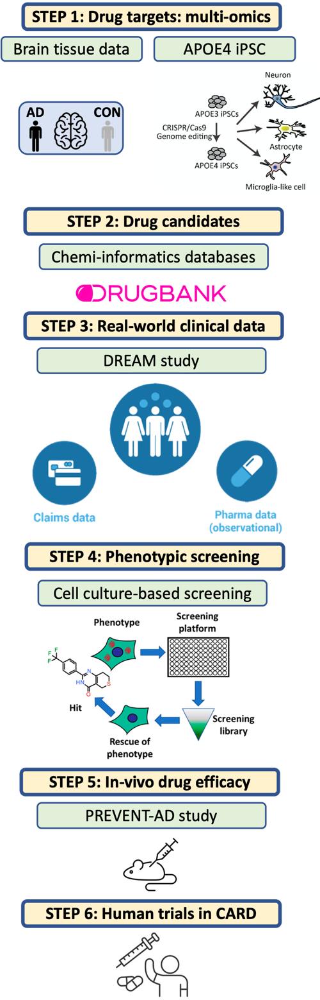 STEP 1: Drug targets: multi-omics
Brain tissue data
APOE4 iPSC
AD
CON
Neuron
APOE3 iPSCs
CRISPR/Cas9
Genome editing
APOE4 iPSCs
Astrocyte
Microglia-like cell
STEP 2: Drug candidates
Chemi-informatics databases
DRUGBANK
STEP 3: Real-world clinical data
DREAM study
Claims data
Pharma data
(observational)
STEP 4: Phenotypic screening
Cell culture-based screening
Phenotype
Screening
platform
F
F
F
N
HN
S
O
Hit
Rescue of
phenotype
Screening
library
STEP 5: In-vivo drug efficacy
PREVENT-AD study
STEP 6: Human trials in CARD